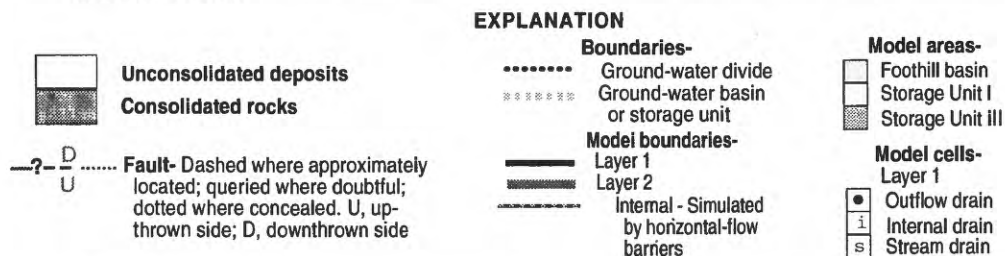 EXPLANATION
Unconsolidated deposits
Consolidated rocks
—?– D ...... Fault- Dashed where approximately
U
located; queried where doubtful;
dotted where concealed. U, up-
thrown side; D, downthrown side
Boundaries-
Ground-water divide
Ground-water basin
or storage unit
Model boundaries-
Layer 1
Layer 2
Internal - Simulated
by horizontal-flow
barriers
Model areas-
Foothill basin
Storage Unit I
Storage Unit III
Model cells-
Layer 1
Outflow drain
i Internal drain
s Stream drain